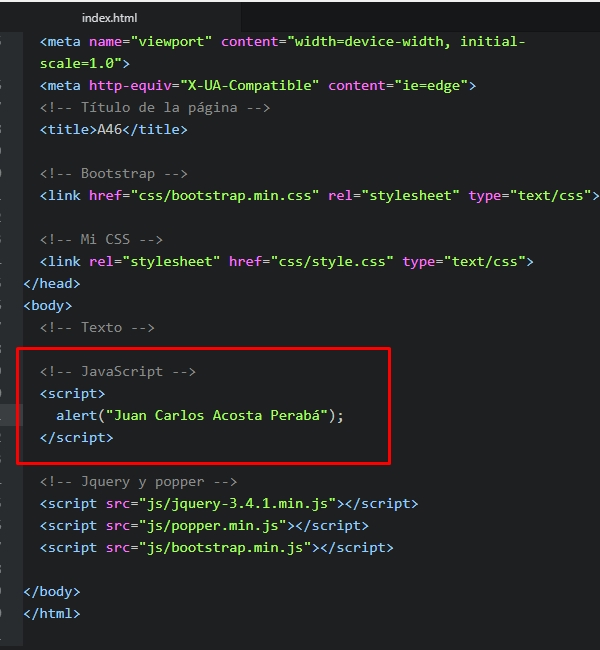 index.html
<meta name="viewport" content="width=device-width, initial-
scale=1.0">
<meta http-equiv="X-UA-Compatible" content="ie=edge">
<!-- Título de la página -->
<title>A46</title>
<!-- Bootstrap -->
<link href="css/bootstrap.min.css" rel="stylesheet" type="text/css">
<!-- Mi CSS -->
<link rel="stylesheet" href="css/style.css" type="text/css">
</head>
<body>
<!-- Texto -->
<!-- JavaScript -->
<script>
alert("Juan Carlos Acosta Perabá");
</script>
<!-- Jquery y popper -->
<script src="js/jquery-3.4.1.min.js"></script>
<script src="js/popper.min.js"></script>
<script src="js/bootstrap.min.js"></script>
</body>
</html>